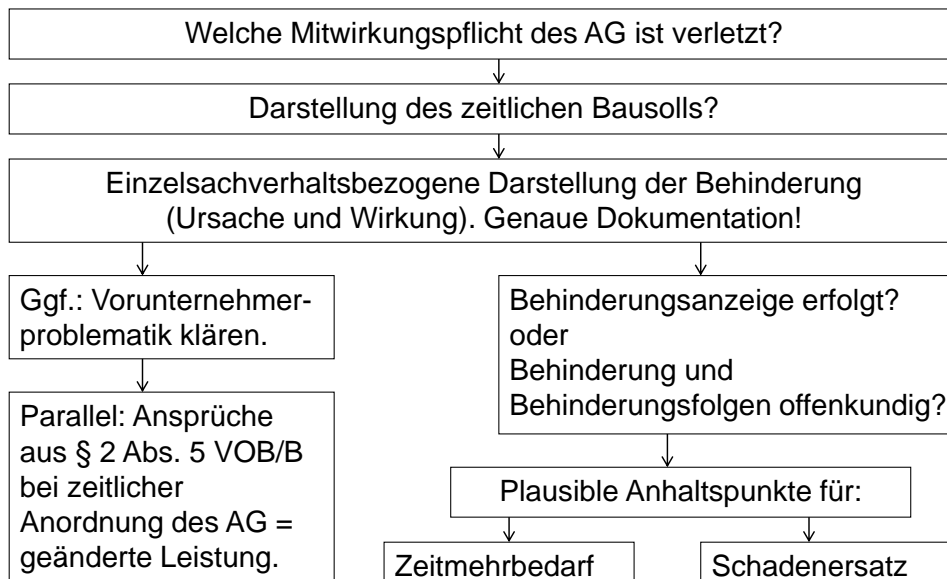 Welche Mitwirkungspflicht des AG ist verletzt?
Darstellung des zeitlichen Bausolls?
Einzelsachverhaltsbezogene Darstellung der Behinderung
(Ursache und Wirkung). Genaue Dokumentation!
Ggf.: Vorunternehmer-
problematik klären.
Parallel: Ansprüche
aus § 2 Abs. 5 VOB/B
bei zeitlicher
Anordnung des AG =
geänderte Leistung.
Behinderungsanzeige erfolgt?
oder
Behinderung und
Behinderungsfolgen offenkundig?
Plausible Anhaltspunkte für:
Zeitmehrbedarf
Schadenersatz